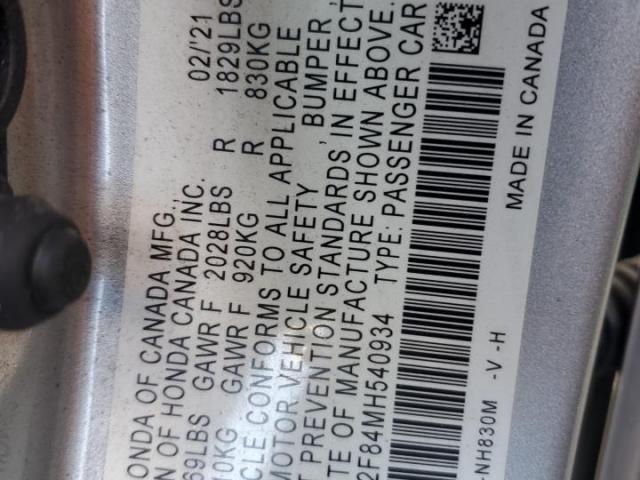 ONDA OF CANADA MFG., 02/'21
N OF HONDA CANADA INC.
69LBS GAWR F 2028LBS R 1829LBS
10KG GAWR F 920KG R 830KG
CLE CONFORMS TO ALL APPLICABLE
MOTOR VEHICLE SAFETY, BUMPER,
T PREVENTION STANDARDS IN EFFECT
TE OF MANUFACTURE SHOWN ABOVE.
2F84MH540934 TYPE: PASSENGER CAR
NH830M -V -H MADE IN CANADA